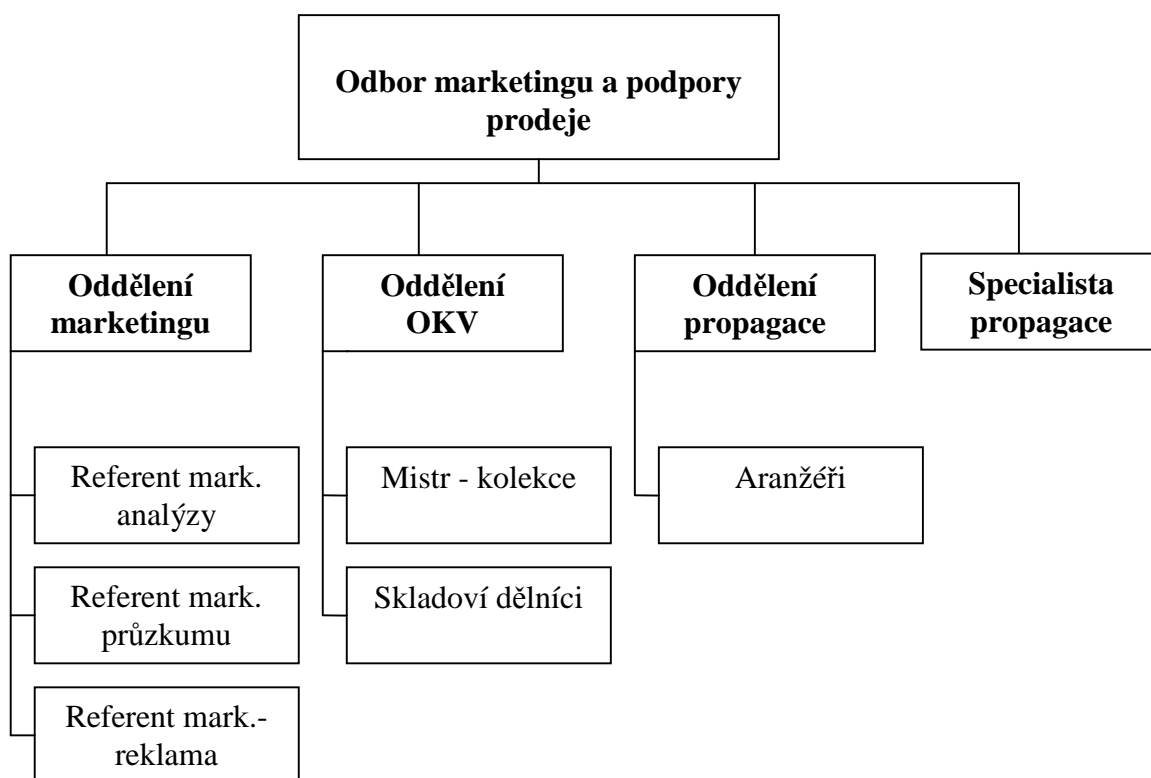 Odbor marketingu a podpory
prodeje
Oddělení
marketingu
Oddělení
OKV
Oddělení
propagace
Specialista
propagace
Referent mark.
analýzy
Mistr - kolekce
Aranžéři
Referent mark.
průzkumu
Skladoví dělníci
Referent mark.-
reklama